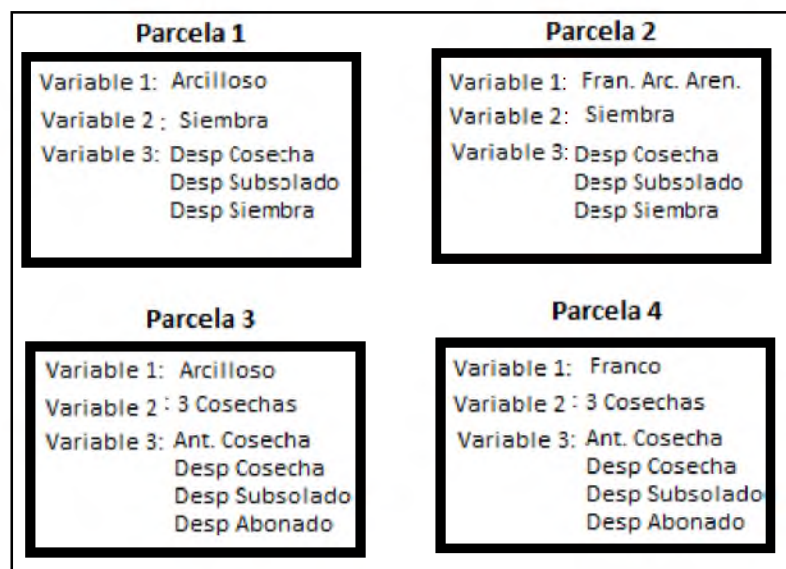 Parcela 1
Variable 1: Arcilloso
Variable 2 : Siembra
Variable 3: Desp Cosecha
Desp Subsolado
Desp Siembra
Parcela 2
Variable 1: Fran. Arc. Aren.
Variable 2: Siembra
Variable 3: Desp Cosecha
Desp Subsolado
Desp Siembra
Parcela 3
Variable 1: Arcilloso
Variable 2 : 3 Cosechas
Variable 3: Ant. Cosecha
Desp Cosecha
Desp Subsolado
Desp Abonado
Parcela 4
Variable 1: Franco
Variable 2 : 3 Cosechas
Variable 3: Ant. Cosecha
Desp Cosecha
Desp Subsolado
Desp Abonado